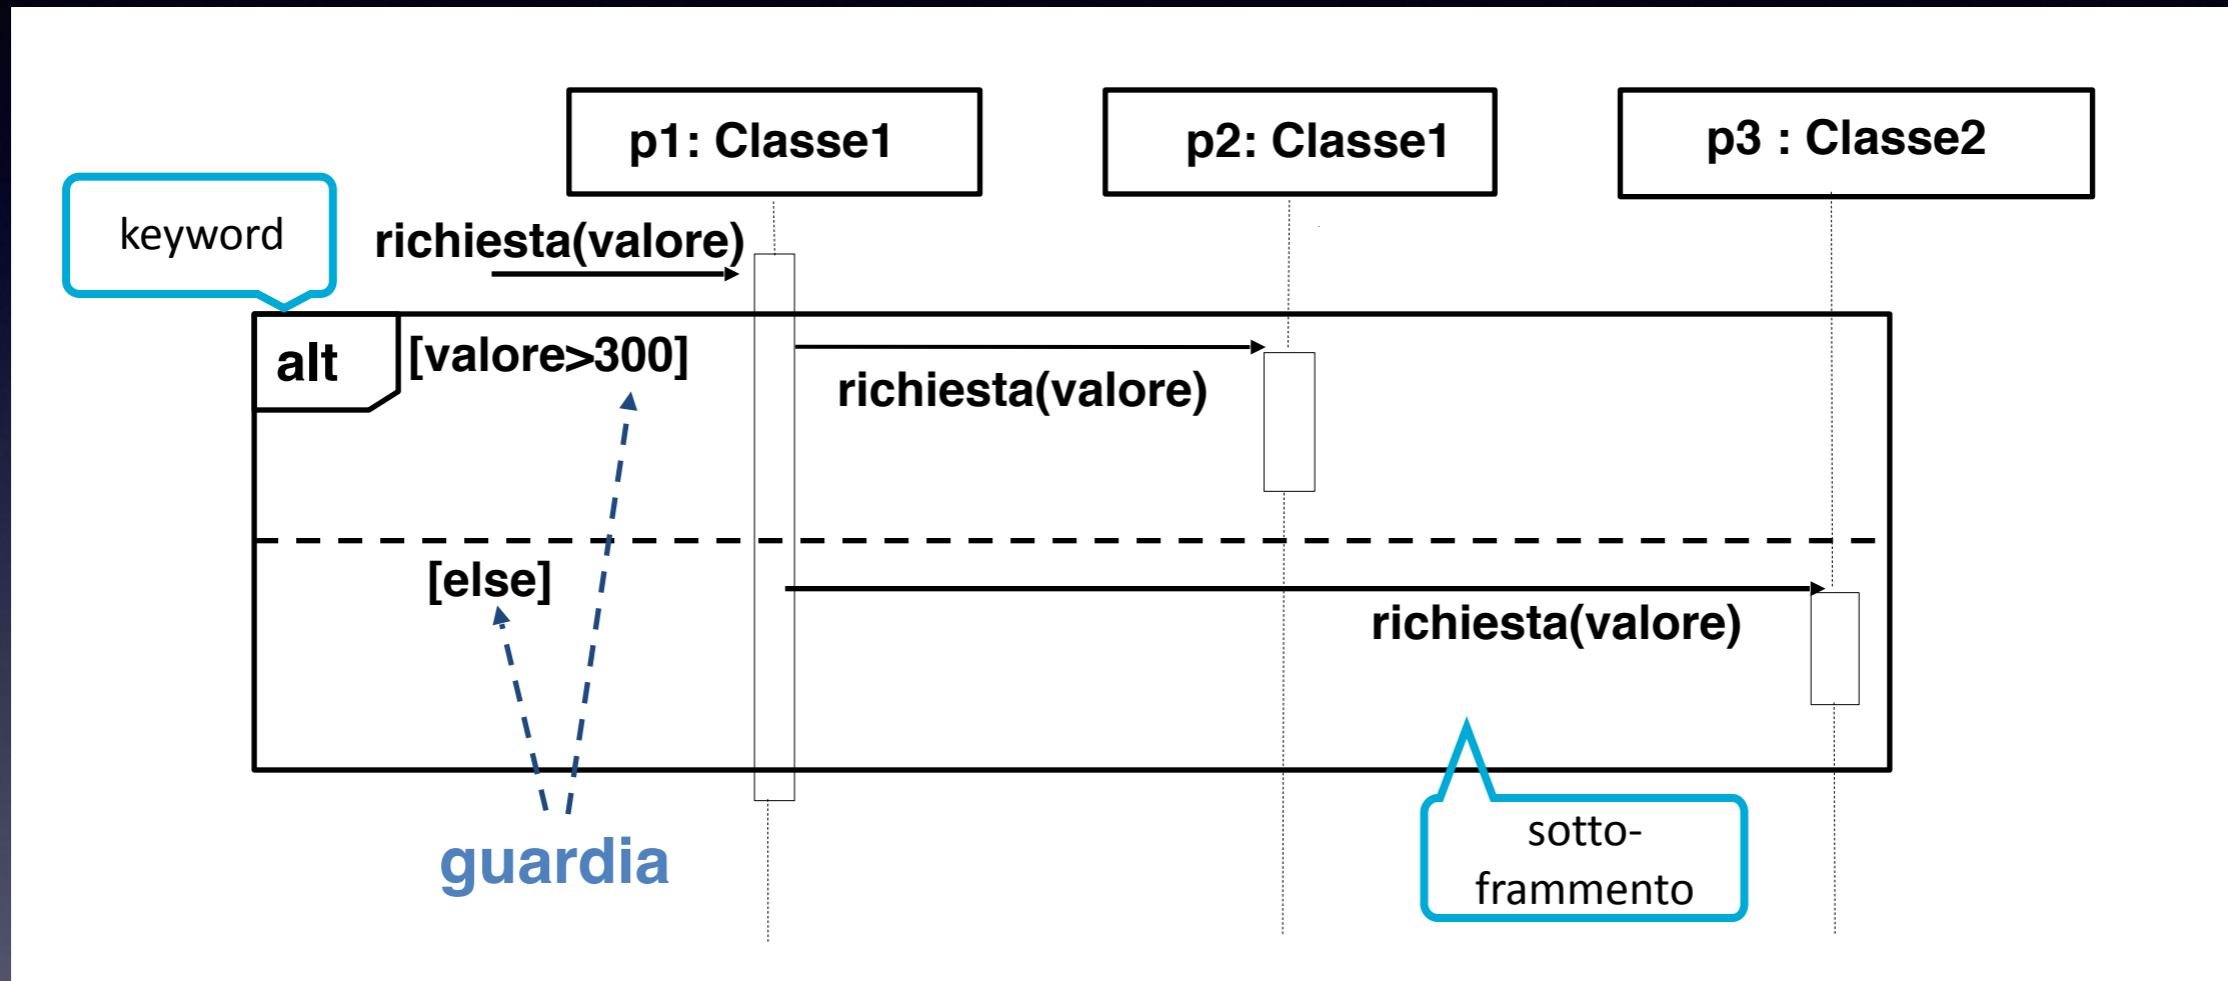 p1: Classe1
p2: Classe1
p3 : Classe2
keyword
richiesta(valore)
alt
[valore>300]
richiesta(valore)
[else]
richiesta(valore)
guardia
sotto-
frammento